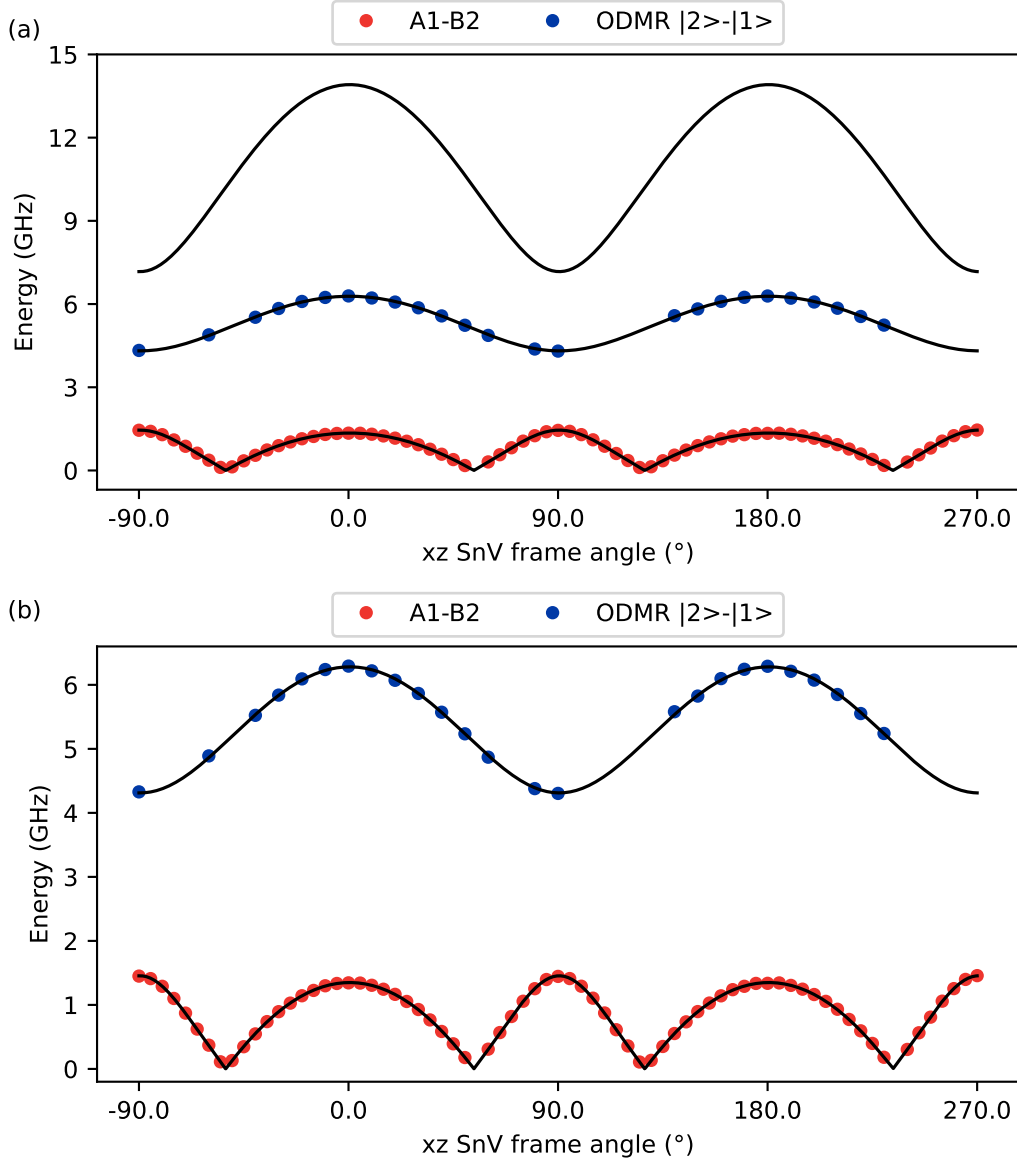 (a)
A1-B2 ODMR |2>-|1>
15
12
9
6
3
0
Energy (GHz)
-90.0 0.0 90.0 180.0 270.0
xz SnV frame angle (°)
(b)
A1-B2 ODMR |2>-|1>
6
5
4
3
2
1
0
Energy (GHz)
-90.0 0.0 90.0 180.0 270.0
xz SnV frame angle (°)